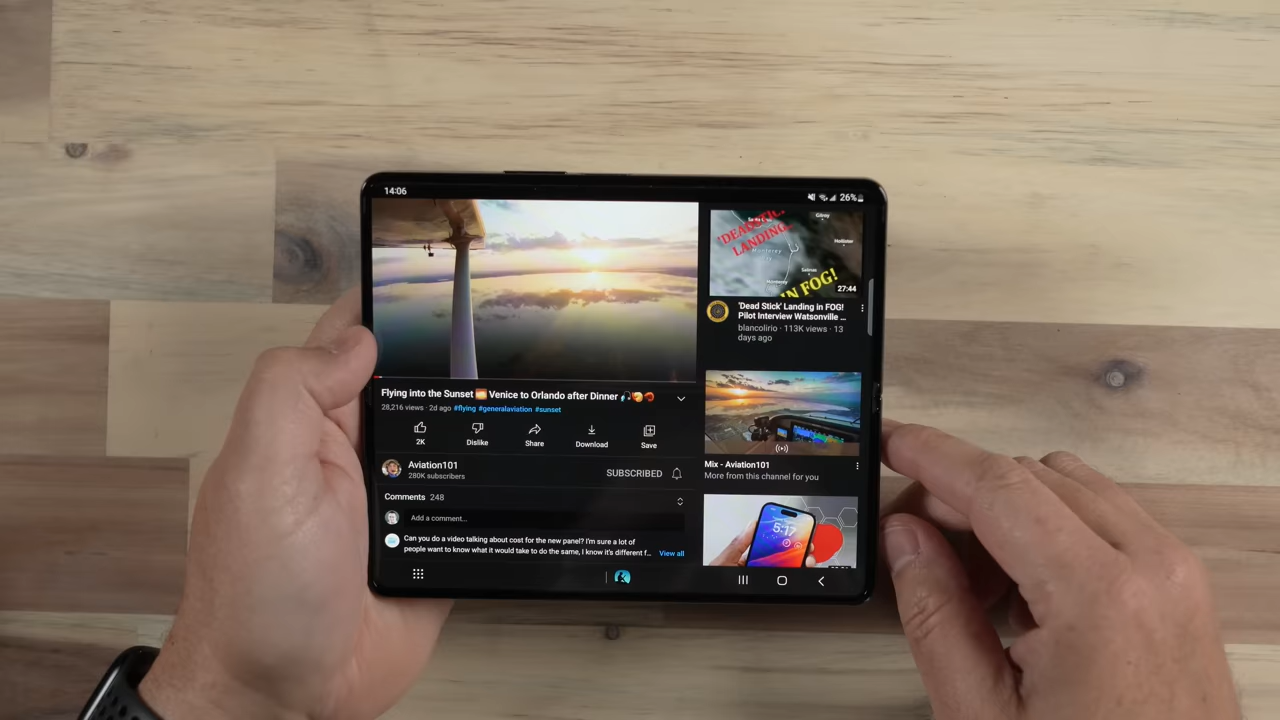 14:06
26%
Flying into the Sunset 🌅 Venice to Orlando after Dinner 🎧🍤🥓
28,216 views · 2d ago #flying #generalaviation #sunset
2K
Dislike
Share
Download
Save
Aviation101
280K subscribers
SUBSCRIBED
Comments 248
Add a comment...
Can you do a video talking about cost for the new panel? I'm sure a lot of
people want to know what it would take to do the same, I know it's different f...
View all
'DEAD STICK'
LANDING...
Gilroy
Hollister
Monterey
Salinas
Monterey
IN FOG!
27:44
'Dead Stick' Landing in FOG!
Pilot Interview Watsonville ...
blancolirio · 113K views · 13
days ago
Mix - Aviation101
More from this channel for you
5:17